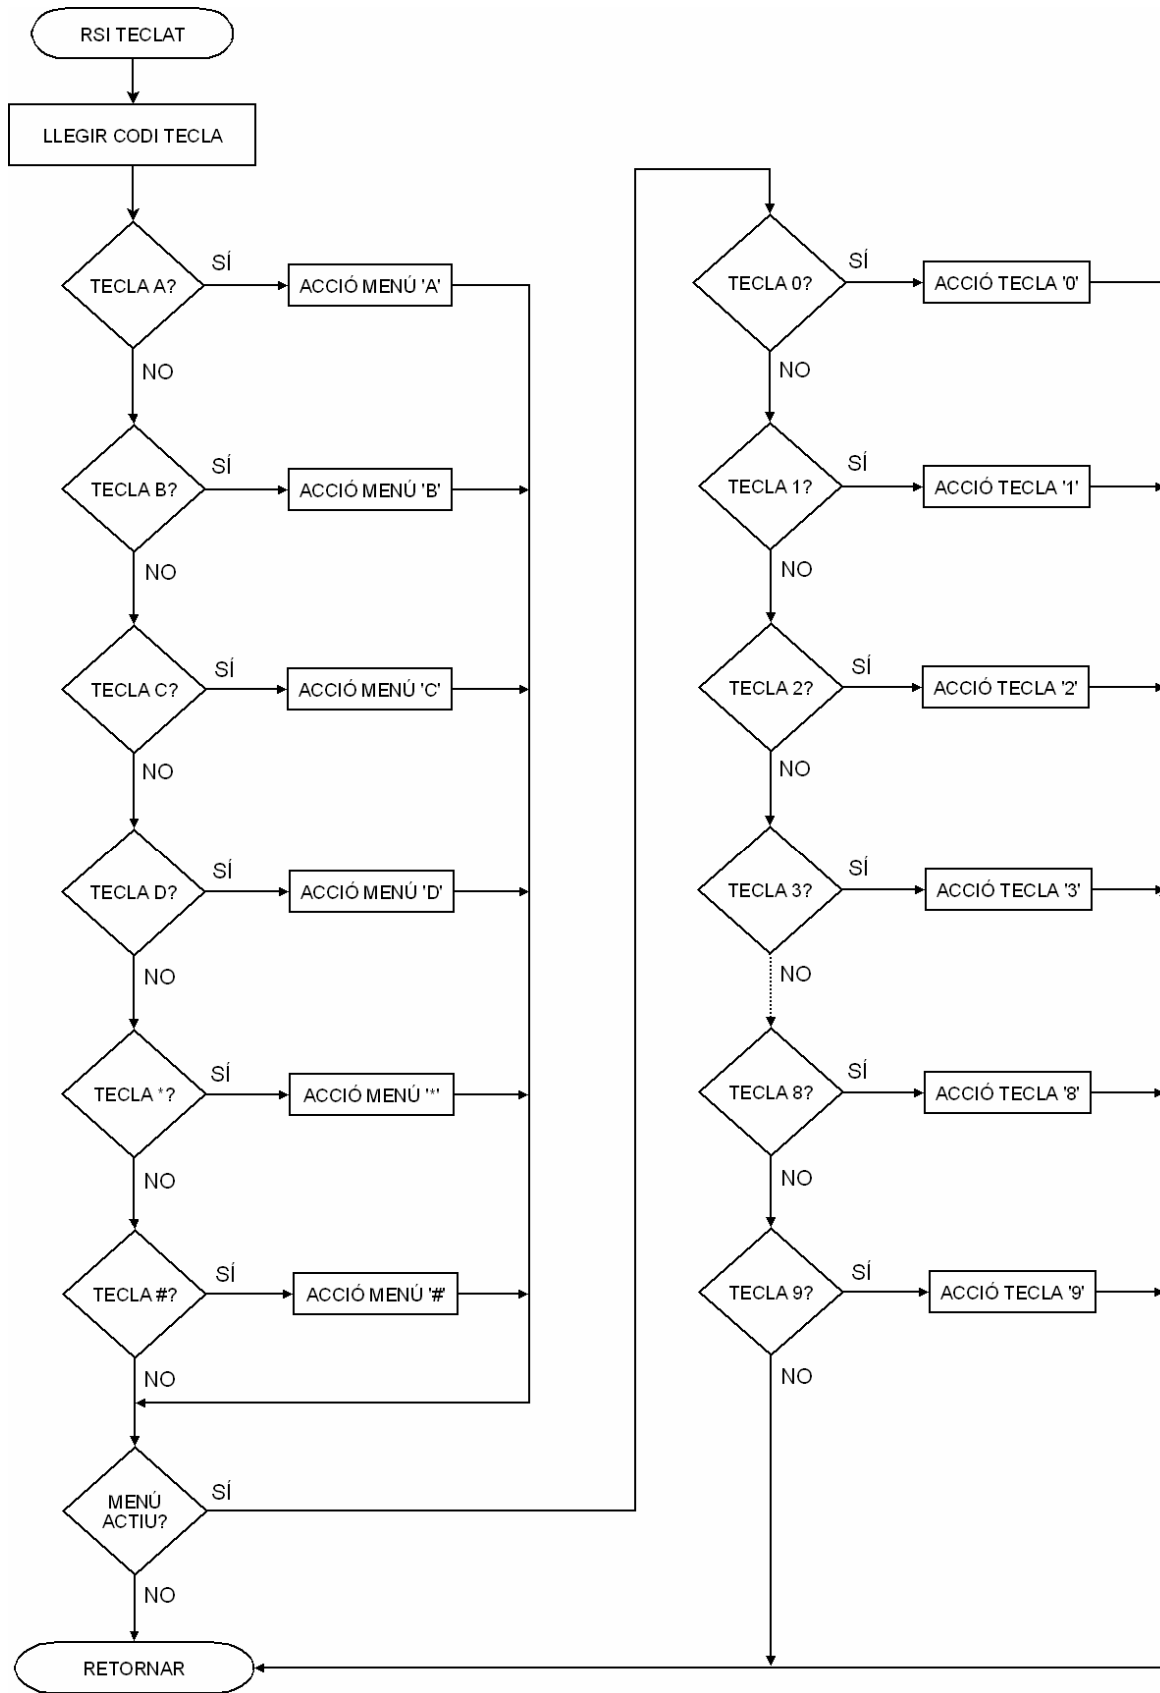 RSI TECLAT
LLEGIR CODI TECLA
TECLA A?
SÍ
ACCIÓ MENÚ 'A'
NO
TECLA B?
SÍ
ACCIÓ MENÚ 'B'
NO
TECLA C?
SÍ
ACCIÓ MENÚ 'C'
NO
TECLA D?
SÍ
ACCIÓ MENÚ 'D'
NO
TECLA *?
SÍ
ACCIÓ MENÚ '*'
NO
TECLA #?
SÍ
ACCIÓ MENÚ '#'
NO
MENÚ
ACTIU?
SÍ
NO
RETORNAR
TECLA 0?
SÍ
ACCIÓ TECLA '0'
NO
TECLA 1?
SÍ
ACCIÓ TECLA '1'
NO
TECLA 2?
SÍ
ACCIÓ TECLA '2'
NO
TECLA 3?
SÍ
ACCIÓ TECLA '3'
NO
TECLA 8?
SÍ
ACCIÓ TECLA '8'
NO
TECLA 9?
SÍ
ACCIÓ TECLA '9'
NO